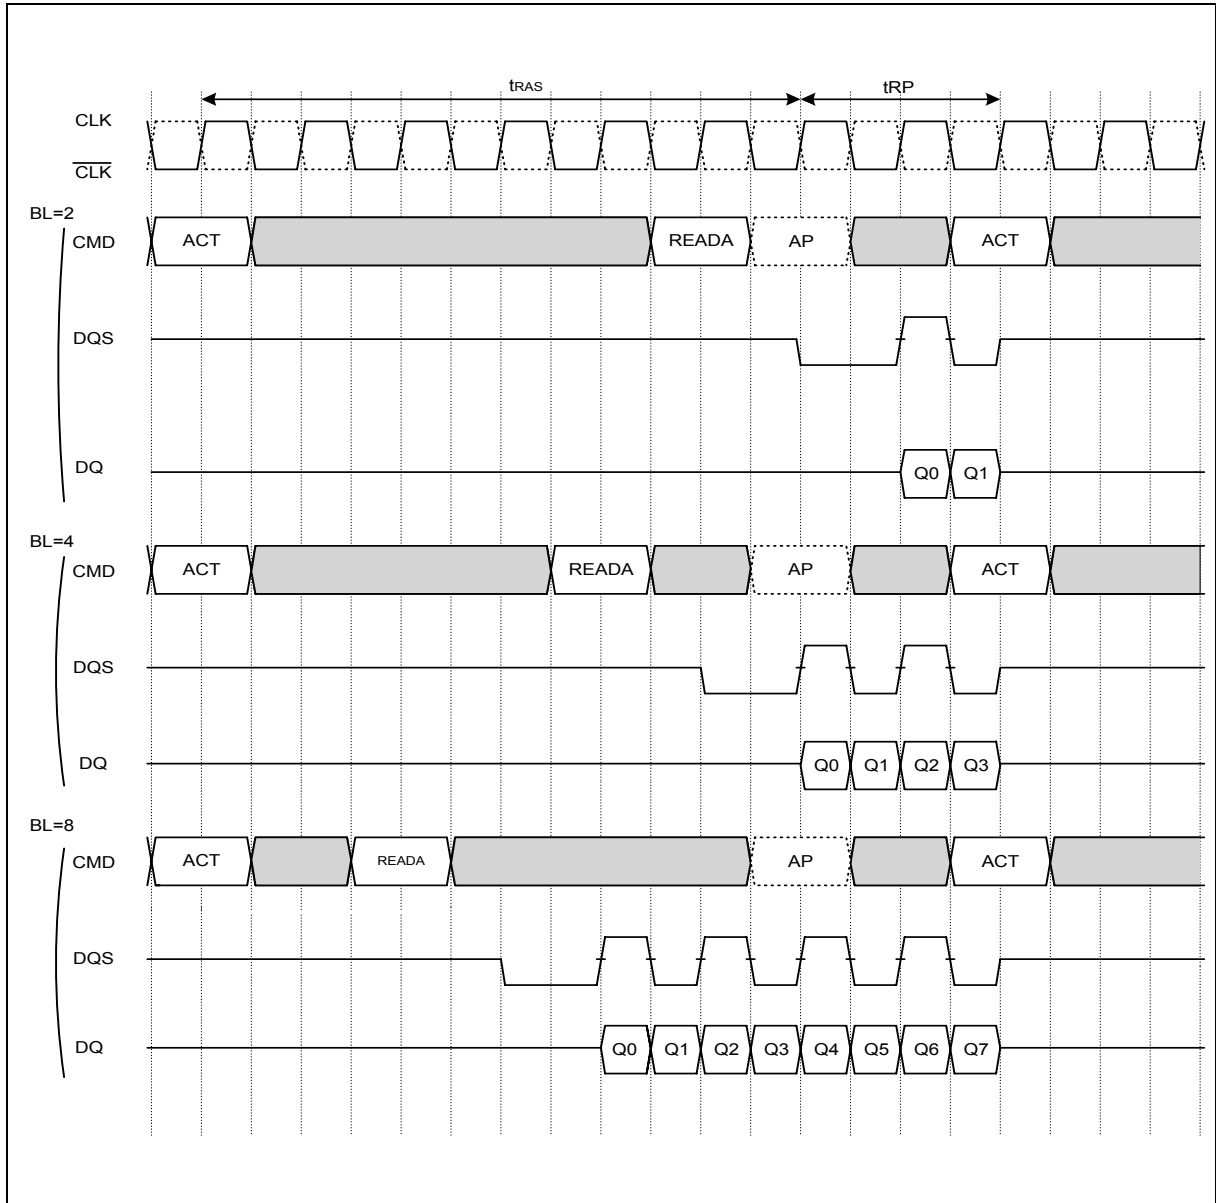 tRAS tRP
CLK
CLK
BL=2
CMD ACT READA AP ACT
DQS
DQ Q0 Q1
BL=4
CMD ACT READA AP ACT
DQS
DQ Q0 Q1 Q2 Q3
BL=8
CMD ACT READA AP ACT
DQS
DQ Q0 Q1 Q2 Q3 Q4 Q5 Q6 Q7